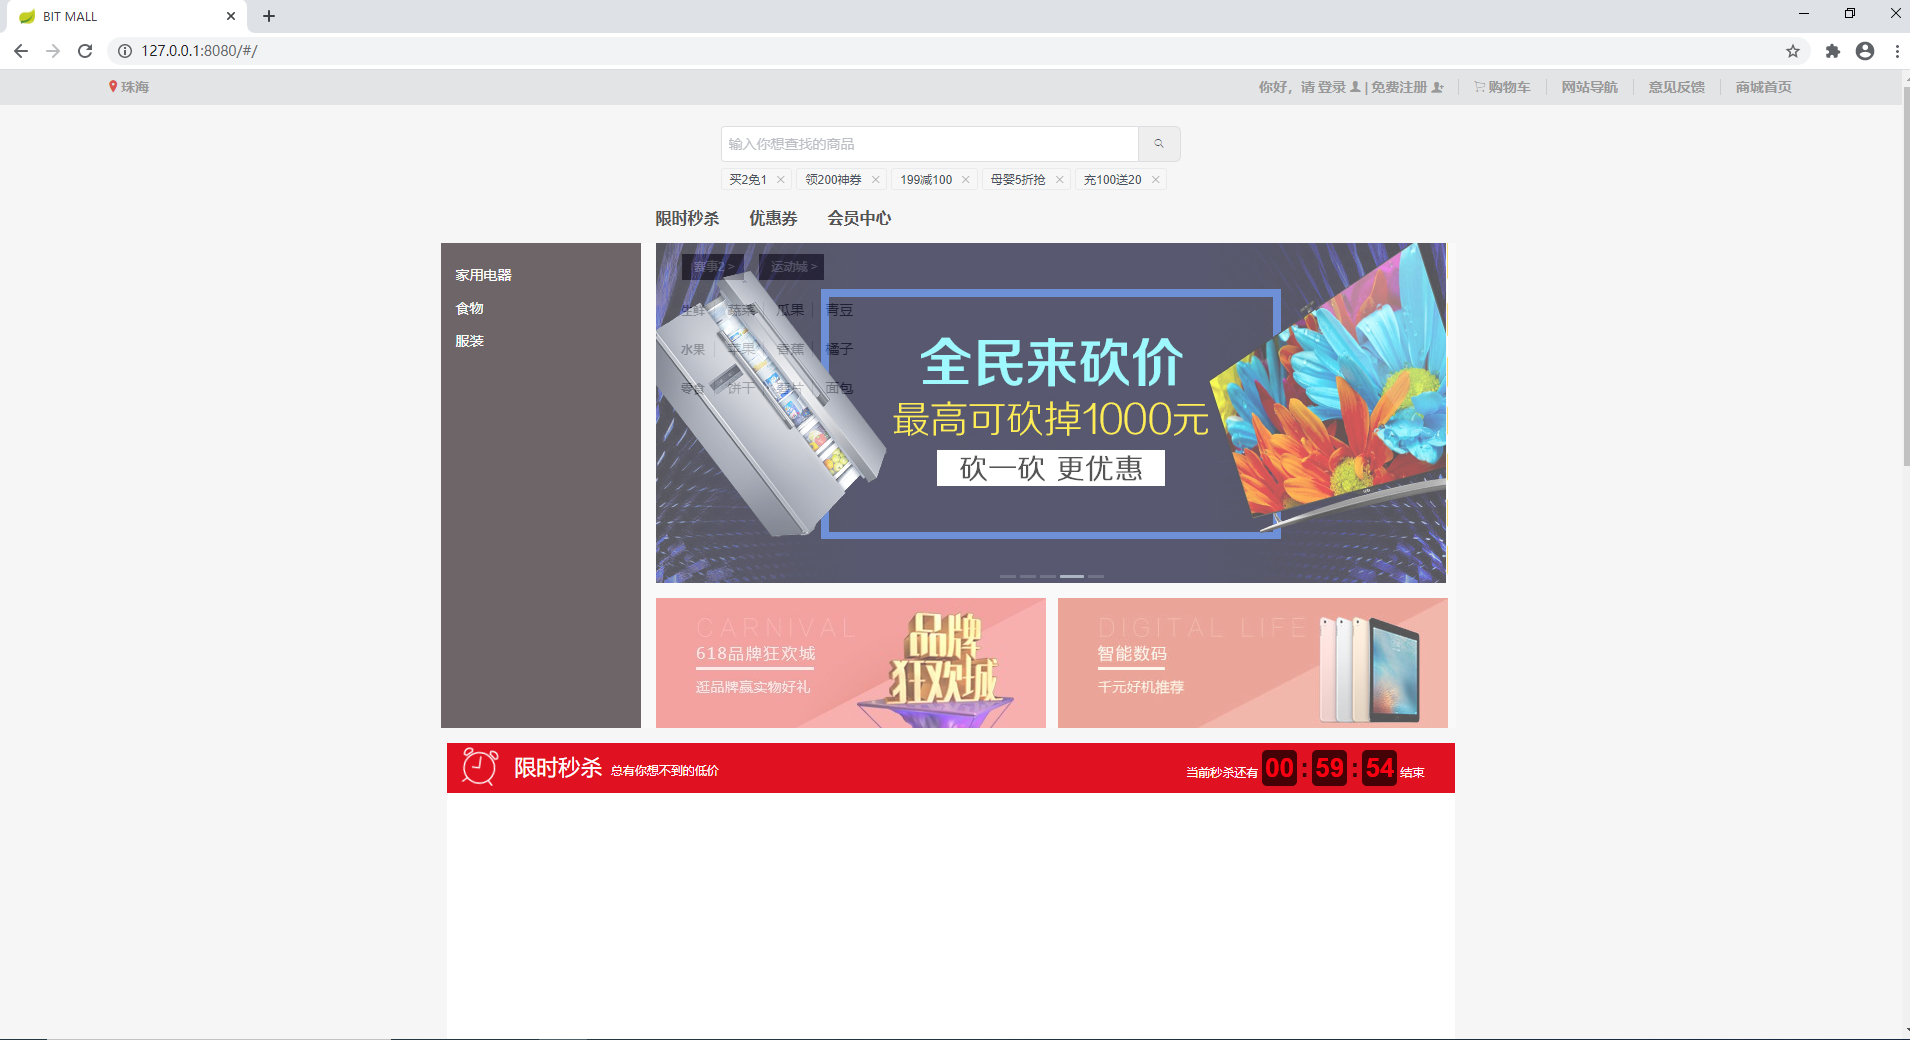 BIT MALL
127.0.0.1:8080/#/
珠海
你好，请 登录 | 免费注册
购物车
网站导航
意见反馈
商城首页
输入你想查找的商品
买2免1
领200神券
199减100
母婴5折抢
充100送20
限时秒杀 优惠券 会员中心
家用电器
食物
服装
赛事2 > 运动城 >
生鲜 蔬菜 瓜果 青豆
水果 苹果 香蕉 橘子
零食 饼干 薯片 面包
全民来砍价
最高可砍掉1000元
砍一砍 更优惠
CARNIVAL
618品牌狂欢城
逛品牌赢实物好礼
品牌
狂欢城
DIGITAL LIFE
智能数码
千元好机推荐
限时秒杀 总有你想不到的低价
当前秒杀还有 00 : 59 : 54 结束